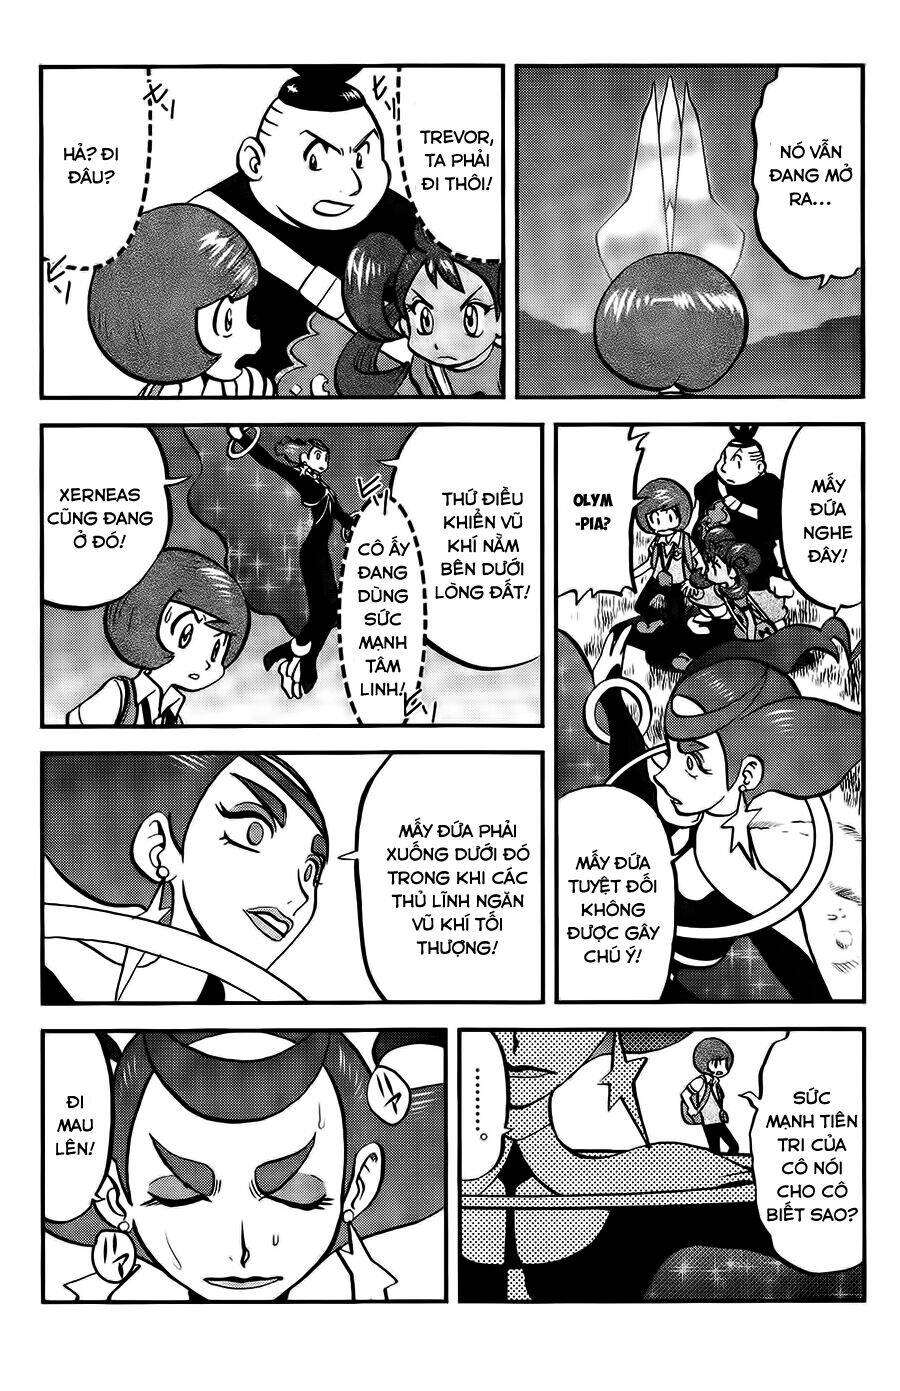 NÓ VẪN
ĐANG MỞ
RA...
TREVOR,
TA PHẢI
ĐI THÔI!
HẢ? ĐI
ĐÂU?
MẤY
ĐỨA
NGHE
ĐÂY!
OLYM
-PIA?
MẤY ĐỨA
TUYỆT ĐỐI
KHÔNG
ĐƯỢC GÂY
CHÚ Ý!
THỨ ĐIỀU
KHIỂN VŨ
KHÍ NẰM
BÊN DƯỚI
LÒNG ĐẤT!
CÔ ẤY
ĐANG
DÙNG
SỨC
MẠNH
TÂM
LINH!
XERNEAS
CŨNG ĐANG
Ở ĐÓ!
MẤY ĐỨA PHẢI
XUỐNG DƯỚI ĐÓ
TRONG KHI CÁC
THỦ LĨNH NGĂN
VŨ KHÍ TỐI
THƯỢNG!
SỨC
MẠNH TIÊN
TRI CỦA
CÔ NÓI
CHO CÔ
BIẾT SAO?
......
ĐI
MAU
LÊN!